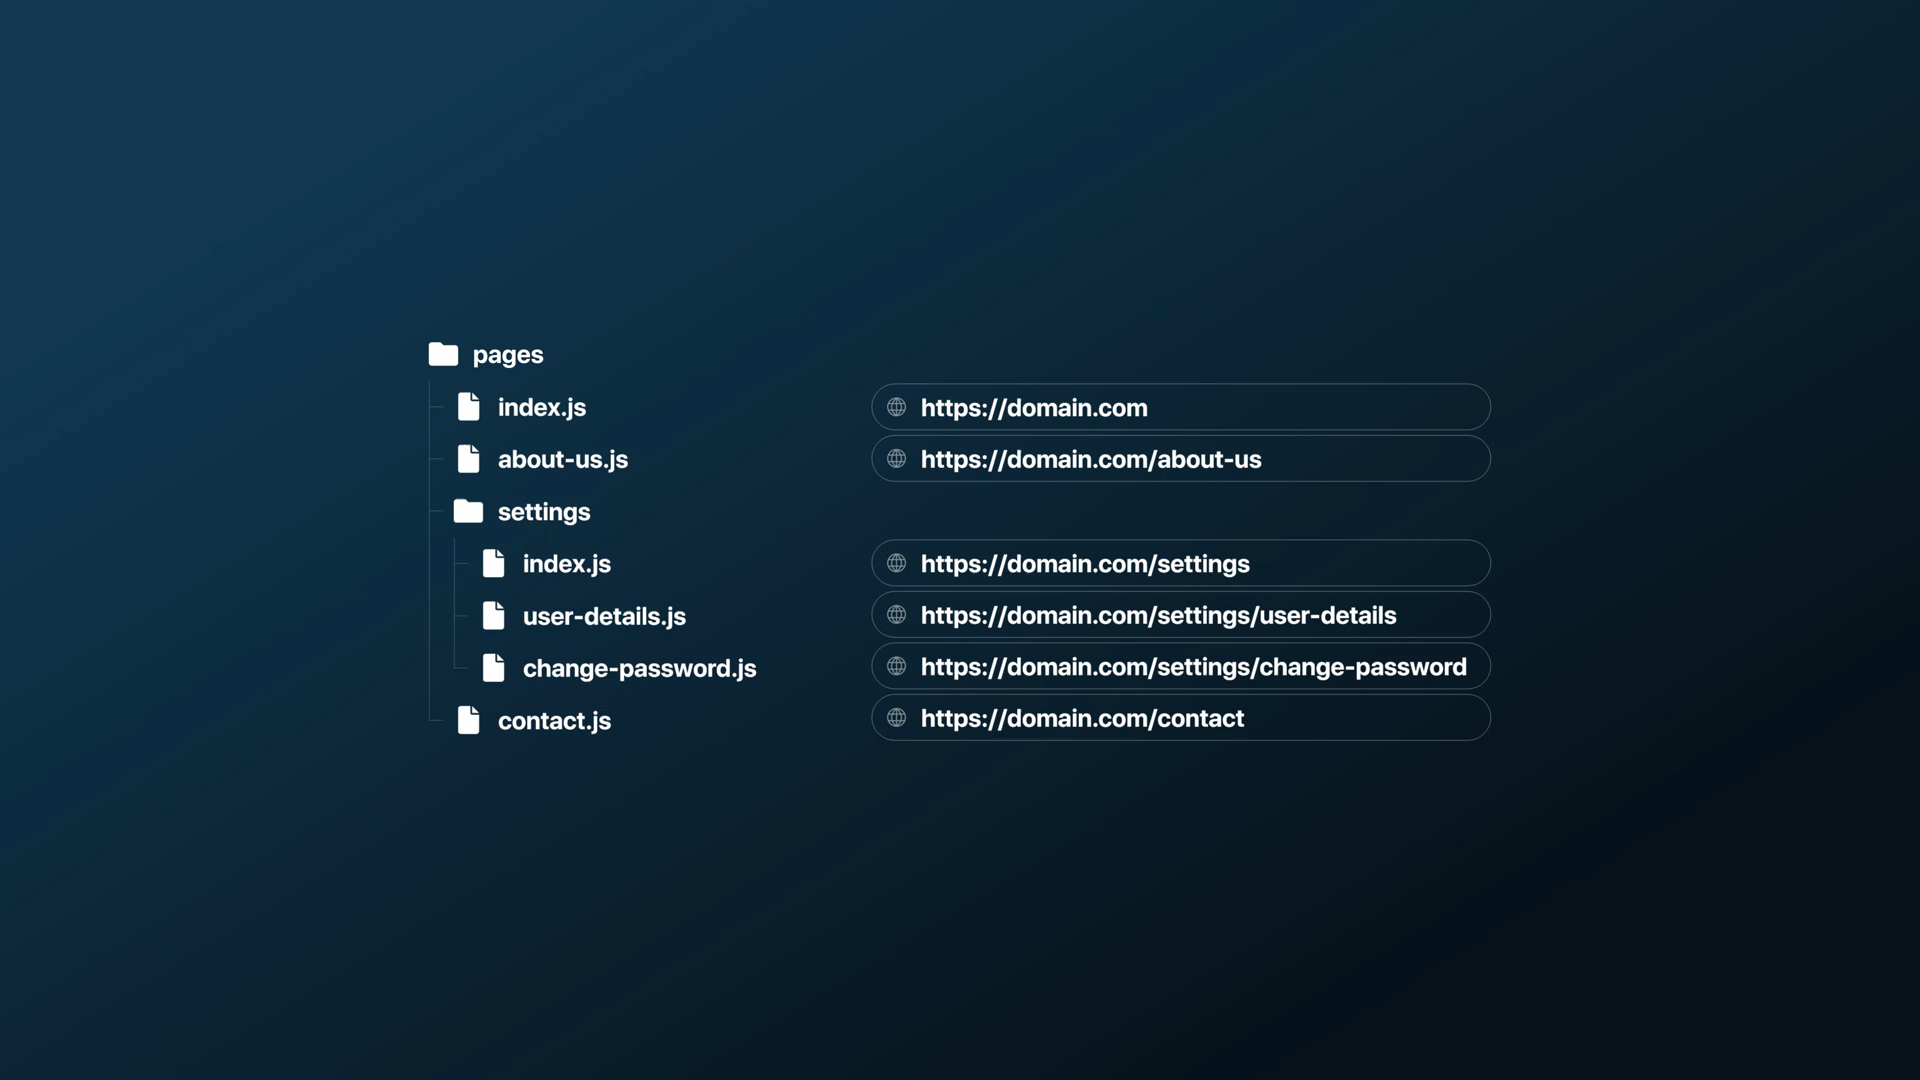 pages
index.js
https://domain.com
about-us.js
https://domain.com/about-us
settings
index.js
https://domain.com/settings
user-details.js
https://domain.com/settings/user-details
change-password.js
https://domain.com/settings/change-password
contact.js
https://domain.com/contact